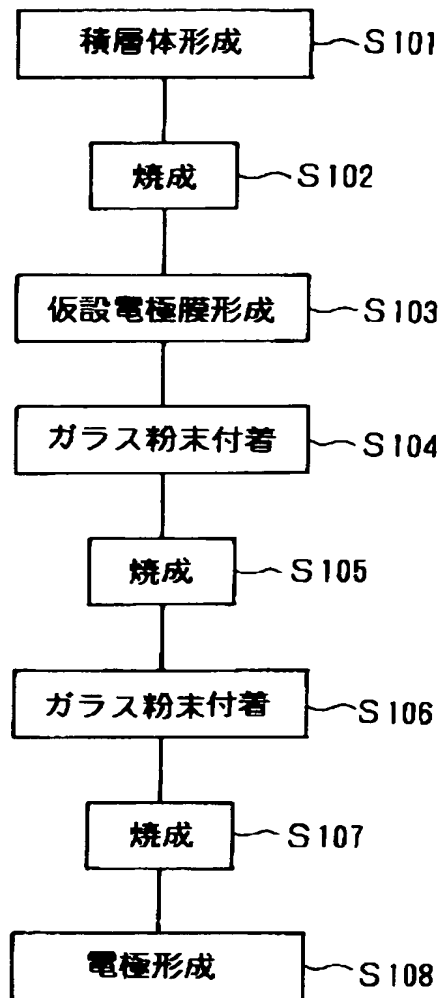 積層体形成 S101
焼成 S102
仮設電極膜形成 S103
ガラス粉末付着 S104
焼成 S105
ガラス粉末付着 S106
焼成 S107
電極形成 S108